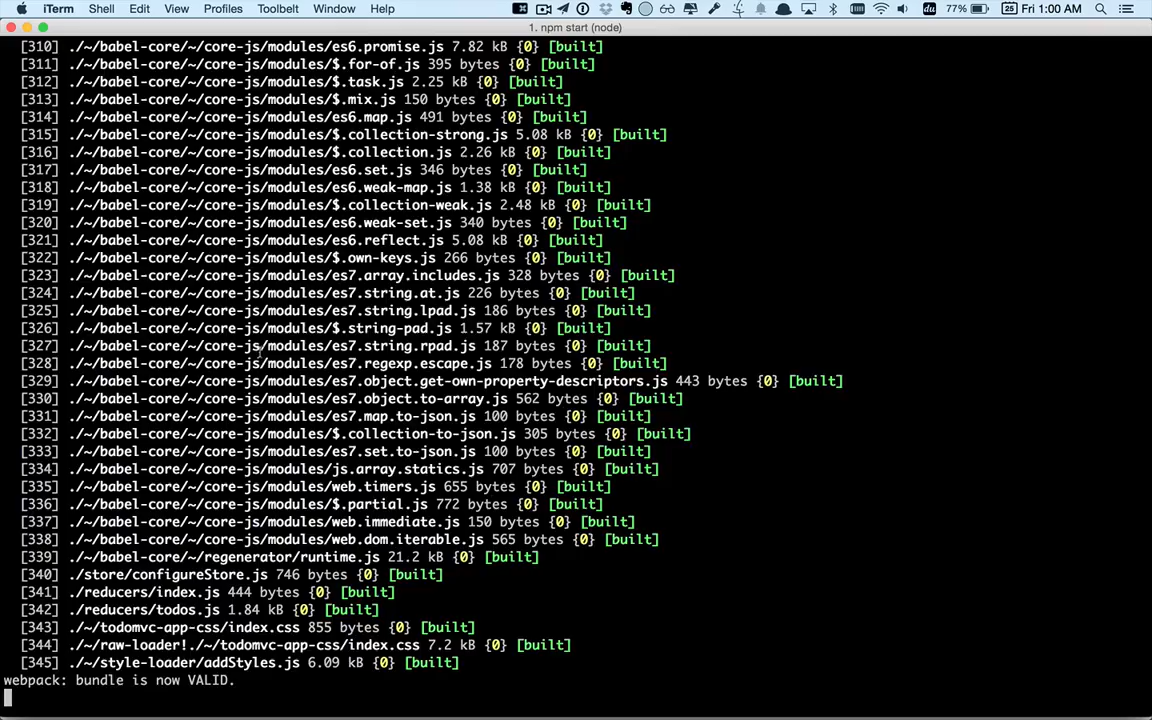 iTerm Shell Edit View Profiles Toolbelt Window Help 77% 25 Fri 1:00 AM
1. npm start (node)
[310] ./~/babel-core/~/core-js/modules/es6.promise.js 7.82 kB {0} [built]
[311] ./~/babel-core/~/core-js/modules/$.for-of.js 395 bytes {0} [built]
[312] ./~/babel-core/~/core-js/modules/$.task.js 2.25 kB {0} [built]
[313] ./~/babel-core/~/core-js/modules/$.mix.js 150 bytes {0} [built]
[314] ./~/babel-core/~/core-js/modules/es6.map.js 491 bytes {0} [built]
[315] ./~/babel-core/~/core-js/modules/$.collection-strong.js 5.08 kB {0} [built]
[316] ./~/babel-core/~/core-js/modules/$.collection.js 2.26 kB {0} [built]
[317] ./~/babel-core/~/core-js/modules/es6.set.js 346 bytes {0} [built]
[318] ./~/babel-core/~/core-js/modules/es6.weak-map.js 1.38 kB {0} [built]
[319] ./~/babel-core/~/core-js/modules/$.collection-weak.js 2.48 kB {0} [built]
[320] ./~/babel-core/~/core-js/modules/es6.weak-set.js 340 bytes {0} [built]
[321] ./~/babel-core/~/core-js/modules/es6.reflect.js 5.08 kB {0} [built]
[322] ./~/babel-core/~/core-js/modules/$.own-keys.js 266 bytes {0} [built]
[323] ./~/babel-core/~/core-js/modules/es7.array.includes.js 328 bytes {0} [built]
[324] ./~/babel-core/~/core-js/modules/es7.string.at.js 226 bytes {0} [built]
[325] ./~/babel-core/~/core-js/modules/es7.string.lpad.js 186 bytes {0} [built]
[326] ./~/babel-core/~/core-js/modules/$.string-pad.js 1.57 kB {0} [built]
[327] ./~/babel-core/~/core-js/modules/es7.string.rpad.js 187 bytes {0} [built]
[328] ./~/babel-core/~/core-js/modules/es7.regexp.escape.js 178 bytes {0} [built]
[329] ./~/babel-core/~/core-js/modules/es7.object.get-own-property-descriptors.js 443 bytes {0} [built]
[330] ./~/babel-core/~/core-js/modules/es7.object.to-array.js 562 bytes {0} [built]
[331] ./~/babel-core/~/core-js/modules/es7.map.to-json.js 100 bytes {0} [built]
[332] ./~/babel-core/~/core-js/modules/$.collection-to-json.js 305 bytes {0} [built]
[333] ./~/babel-core/~/core-js/modules/es7.set.to-json.js 100 bytes {0} [built]
[334] ./~/babel-core/~/core-js/modules/js.array.statics.js 707 bytes {0} [built]
[335] ./~/babel-core/~/core-js/modules/web.timers.js 655 bytes {0} [built]
[336] ./~/babel-core/~/core-js/modules/$.partial.js 772 bytes {0} [built]
[337] ./~/babel-core/~/core-js/modules/web.immediate.js 150 bytes {0} [built]
[338] ./~/babel-core/~/core-js/modules/web.dom.iterable.js 565 bytes {0} [built]
[339] ./~/babel-core/~/regenerator/runtime.js 21.2 kB {0} [built]
[340] ./store/configureStore.js 746 bytes {0} [built]
[341] ./reducers/index.js 444 bytes {0} [built]
[342] ./reducers/todos.js 1.84 kB {0} [built]
[343] ./~/todomvc-app-css/index.css 855 bytes {0} [built]
[344] ./~/raw-loader!./~/todomvc-app-css/index.css 7.2 kB {0} [built]
[345] ./~/style-loader/addStyles.js 6.09 kB {0} [built]
webpack: bundle is now VALID.